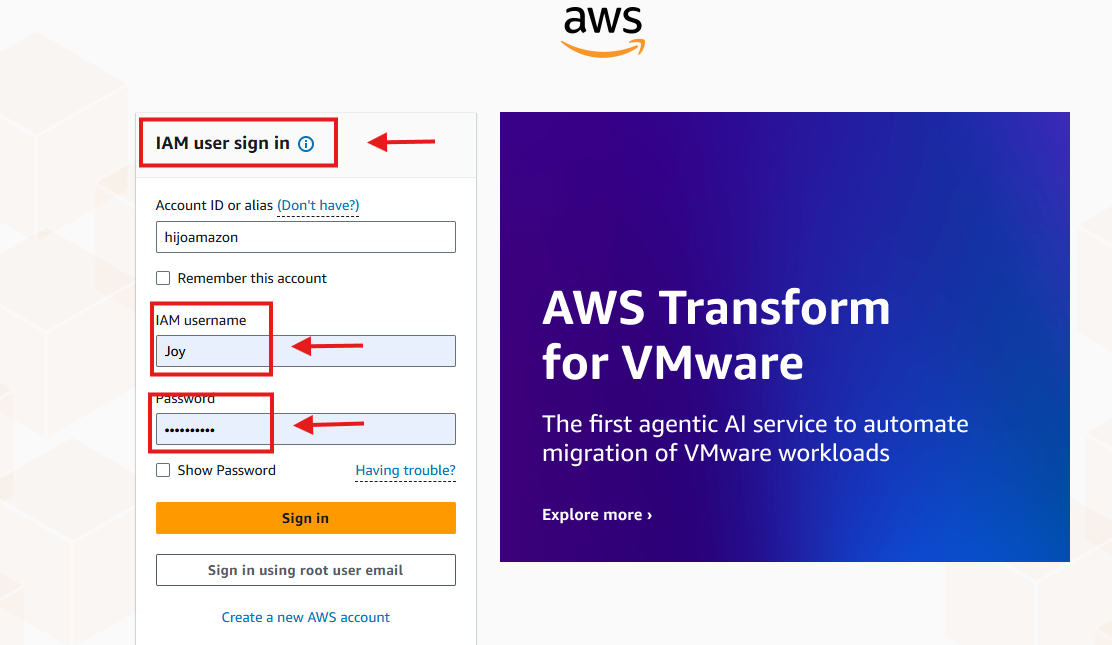 aws
IAM user sign in
Account ID or alias (Don't have?)
hijoamazon
Remember this account
IAM username
Joy
Password
••••••••••
Show Password
Having trouble?
Sign in
Sign in using root user email
Create a new AWS account
AWS Transform
for VMware
The first agentic AI service to automate
migration of VMware workloads
Explore more ›